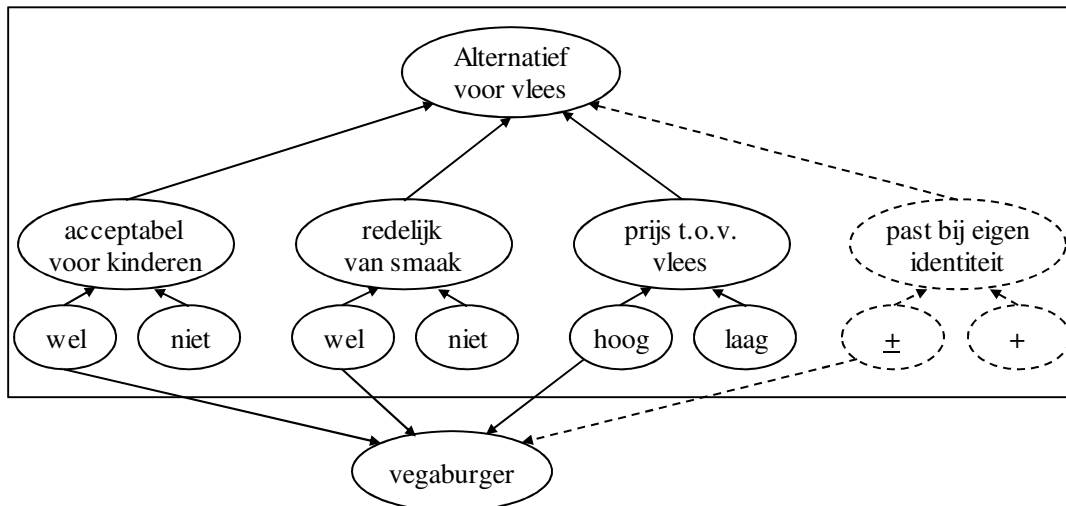 Alternatief
voor vlees
acceptabel
voor kinderen
redelijk
van smaak
prijs t.o.v.
vlees
past bij eigen
identiteit
wel
niet
wel
niet
hoog
laag
±
+
vegaburger